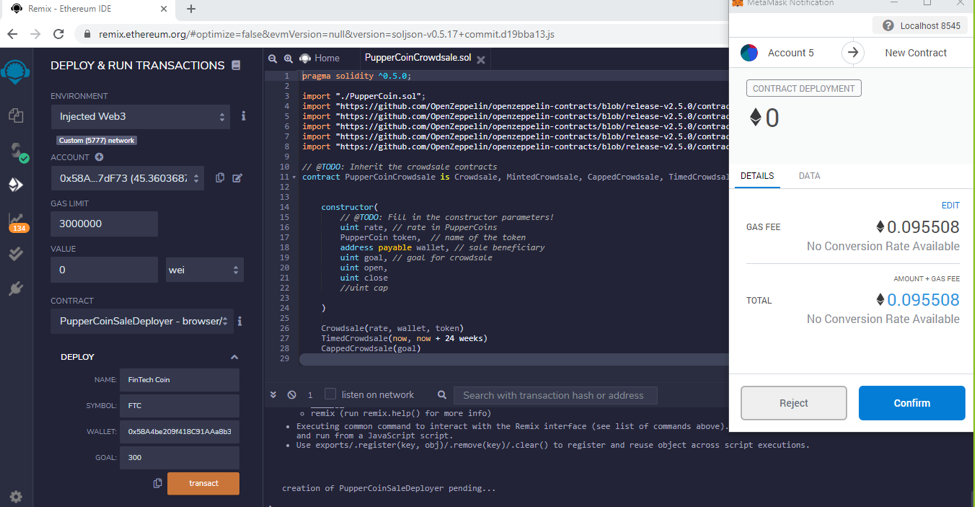 Remix - Ethereum IDE
remix.ethereum.org/#optimize=false&evmVersion=null&version=soljson-v0.5.17+commit.d19bba13.js
DEPLOY & RUN TRANSACTIONS
ENVIRONMENT
Injected Web3
Custom (5777) network
ACCOUNT
0x58A...7dF73 (45.3603687
GAS LIMIT
3000000
VALUE
0
wei
CONTRACT
PupperCoinSaleDeployer - browser/
DEPLOY
NAME:
FinTech Coin
SYMBOL:
FTC
WALLET:
0x58A4be209f418C91AAa8b3
GOAL:
300
transact
134
Home
PupperCoinCrowdsale.sol
1 pragma solidity ^0.5.0;
2
3 import "./PupperCoin.sol";
4 import "https://github.com/OpenZeppelin/openzeppelin-contracts/blob/release-v2.5.0/contrac
5 import "https://github.com/OpenZeppelin/openzeppelin-contracts/blob/release-v2.5.0/contrac
6 import "https://github.com/OpenZeppelin/openzeppelin-contracts/blob/release-v2.5.0/contrac
7 import "https://github.com/OpenZeppelin/openzeppelin-contracts/blob/release-v2.5.0/contrac
8 import "https://github.com/OpenZeppelin/openzeppelin-contracts/blob/release-v2.5.0/contrac
9
10 // @TODO: Inherit the crowdsale contracts
11 contract PupperCoinCrowdsale is Crowdsale, MintedCrowdsale, CappedCrowdsale, TimedCrowdsal
12
13
14 constructor(
15 // @TODO: Fill in the constructor parameters!
16 uint rate, // rate in PupperCoins
17 PupperCoin token, // name of the token
18 address payable wallet, // sale beneficiary
19 uint goal, // goal for crowdsale
20 uint open,
21 uint close
22 //uint cap
23
24 )
25
26 Crowdsale(rate, wallet, token)
27 TimedCrowdsale(now, now + 24 weeks)
28 CappedCrowdsale(goal)
29
1
listen on network
Search with transaction hash or address
remix (run remix.help() for more info)
Executing common command to interact with the Remix interface (see list of commands above).
and run from a JavaScript script.
Use exports/.register(key, obj)/.remove(key)/.clear() to register and reuse object across script executions.
creation of PupperCoinSaleDeployer pending...
MetaMask Notification
Localhost 8545
Account 5
New Contract
CONTRACT DEPLOYMENT
0
DETAILS
DATA
EDIT
GAS FEE
0.095508
No Conversion Rate Available
AMOUNT + GAS FEE
TOTAL
0.095508
No Conversion Rate Available
Reject
Confirm